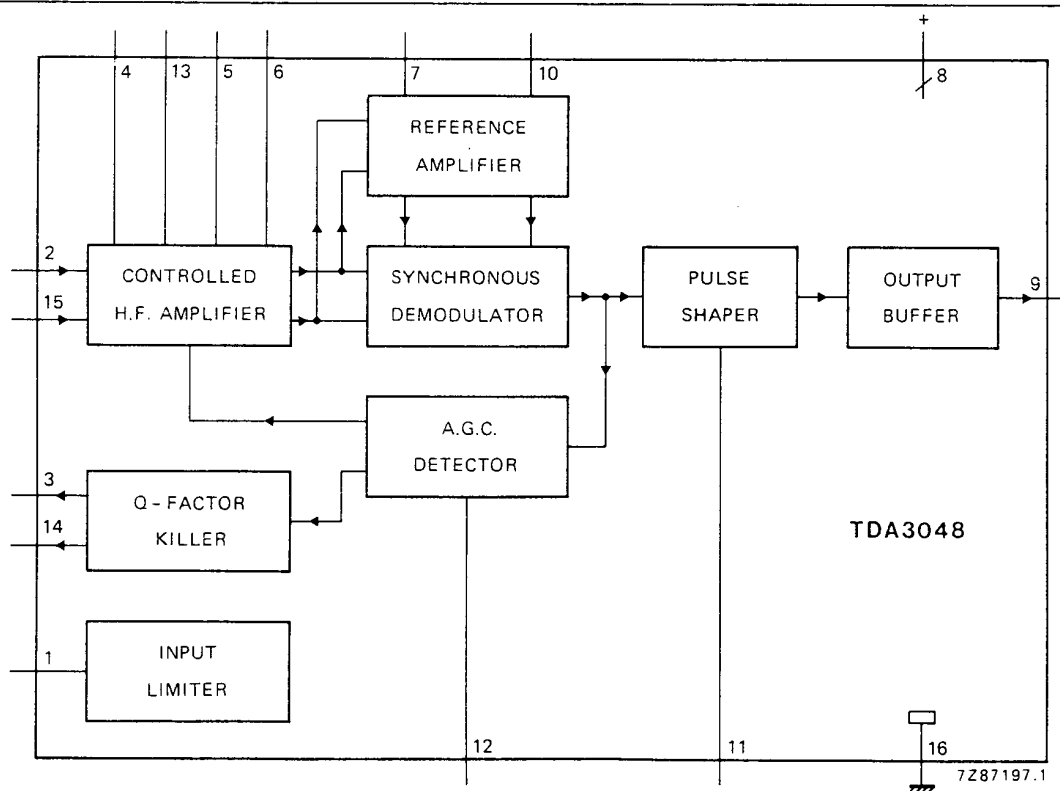 +
4 13 5 6 7 10 8
REFERENCE
AMPLIFIER
2
15
CONTROLLED
H.F. AMPLIFIER
SYNCHRONOUS
DEMODULATOR
PULSE
SHAPER
OUTPUT
BUFFER
9
A.G.C.
DETECTOR
3
14
Q-FACTOR
KILLER
TDA3048
1
INPUT
LIMITER
12 11 16
7Z87197.1